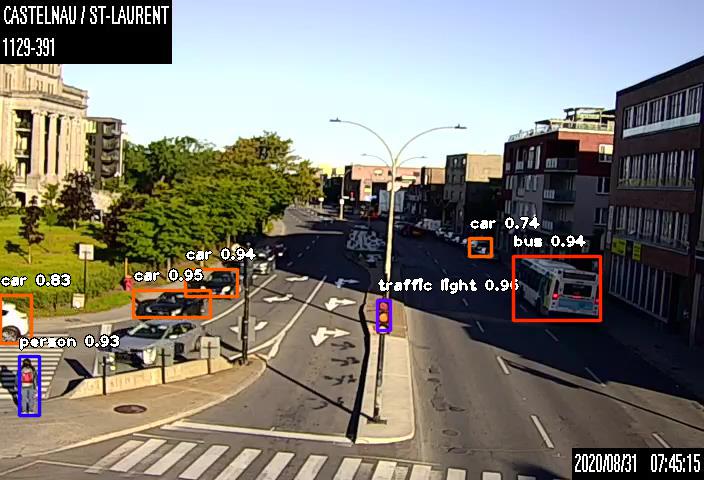 CASTELNAU / ST-LAURENT
1129-391
car 0.74
bus 0.94
car 0.94
car 0.95
car 0.83
traffic light 0.96
person 0.93
2020/08/31 07:45:15